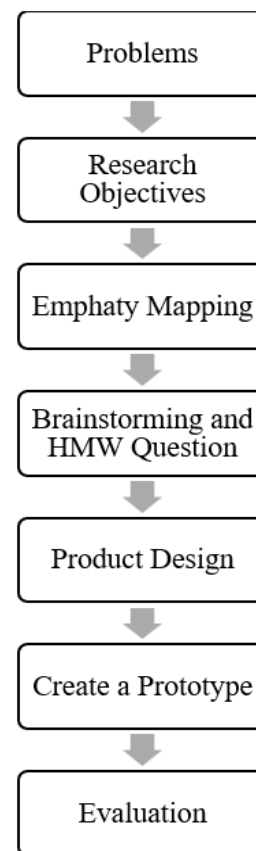 Problems
Research
Objectives
Emphaty Mapping
Brainstorming and
HMW Question
Product Design
Create a Prototype
Evaluation